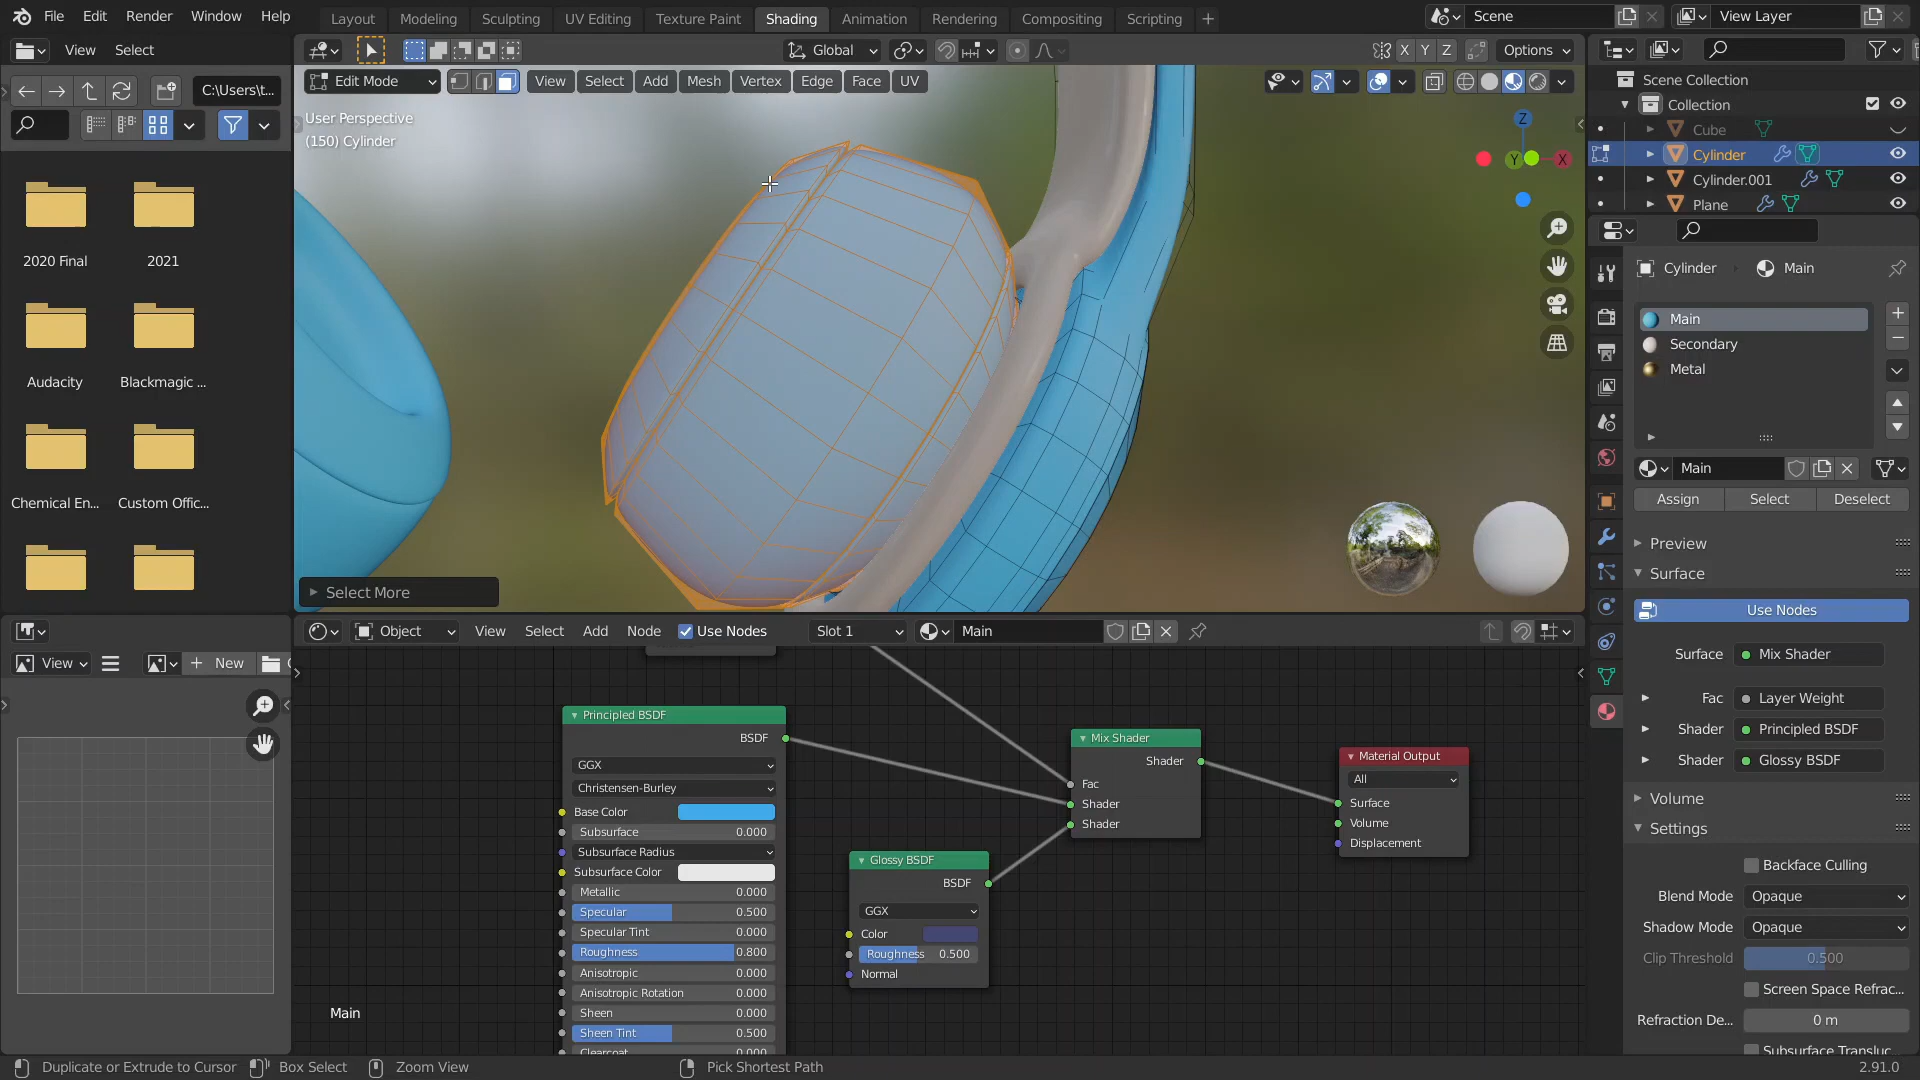 File Edit Render Window Help Layout Modeling Sculpting UV Editing Texture Paint Shading Animation Rendering Compositing Scripting + Scene View Layer
View Select Global X Y Z Options
Edit Mode View Select Add Mesh Vertex Edge Face UV
C:\Users\t...
User Perspective
(150) Cylinder
Z
Y
X
2020 Final
2021
Audacity
Blackmagic ...
Chemical En...
Custom Offic...
Select More
Scene Collection
Collection
Cube
Cylinder
Cylinder.001
Plane
Cylinder Main
Main
Secondary
Metal
Main
Assign Select Deselect
Preview
Surface
Use Nodes
Surface Mix Shader
Fac Layer Weight
Shader Principled BSDF
Shader Glossy BSDF
Volume
Settings
Backface Culling
Blend Mode Opaque
Shadow Mode Opaque
Clip Threshold 0.500
Screen Space Refrac...
Refraction De... 0 m
Subsurface Transluc...
View New
Object View Select Add Node Use Nodes Slot 1 Main
Principled BSDF
BSDF
GGX
Christensen-Burley
Base Color
Subsurface 0.000
Subsurface Radius
Subsurface Color
Metallic 0.000
Specular 0.500
Specular Tint 0.000
Roughness 0.800
Anisotropic 0.000
Anisotropic Rotation 0.000
Sheen 0.000
Sheen Tint 0.500
Clearcoat 0.000
Glossy BSDF
BSDF
GGX
Color
Roughness 0.500
Normal
Mix Shader
Shader
Fac
Shader
Shader
Material Output
All
Surface
Volume
Displacement
Main
Duplicate or Extrude to Cursor Box Select Zoom View Pick Shortest Path 2.91.0